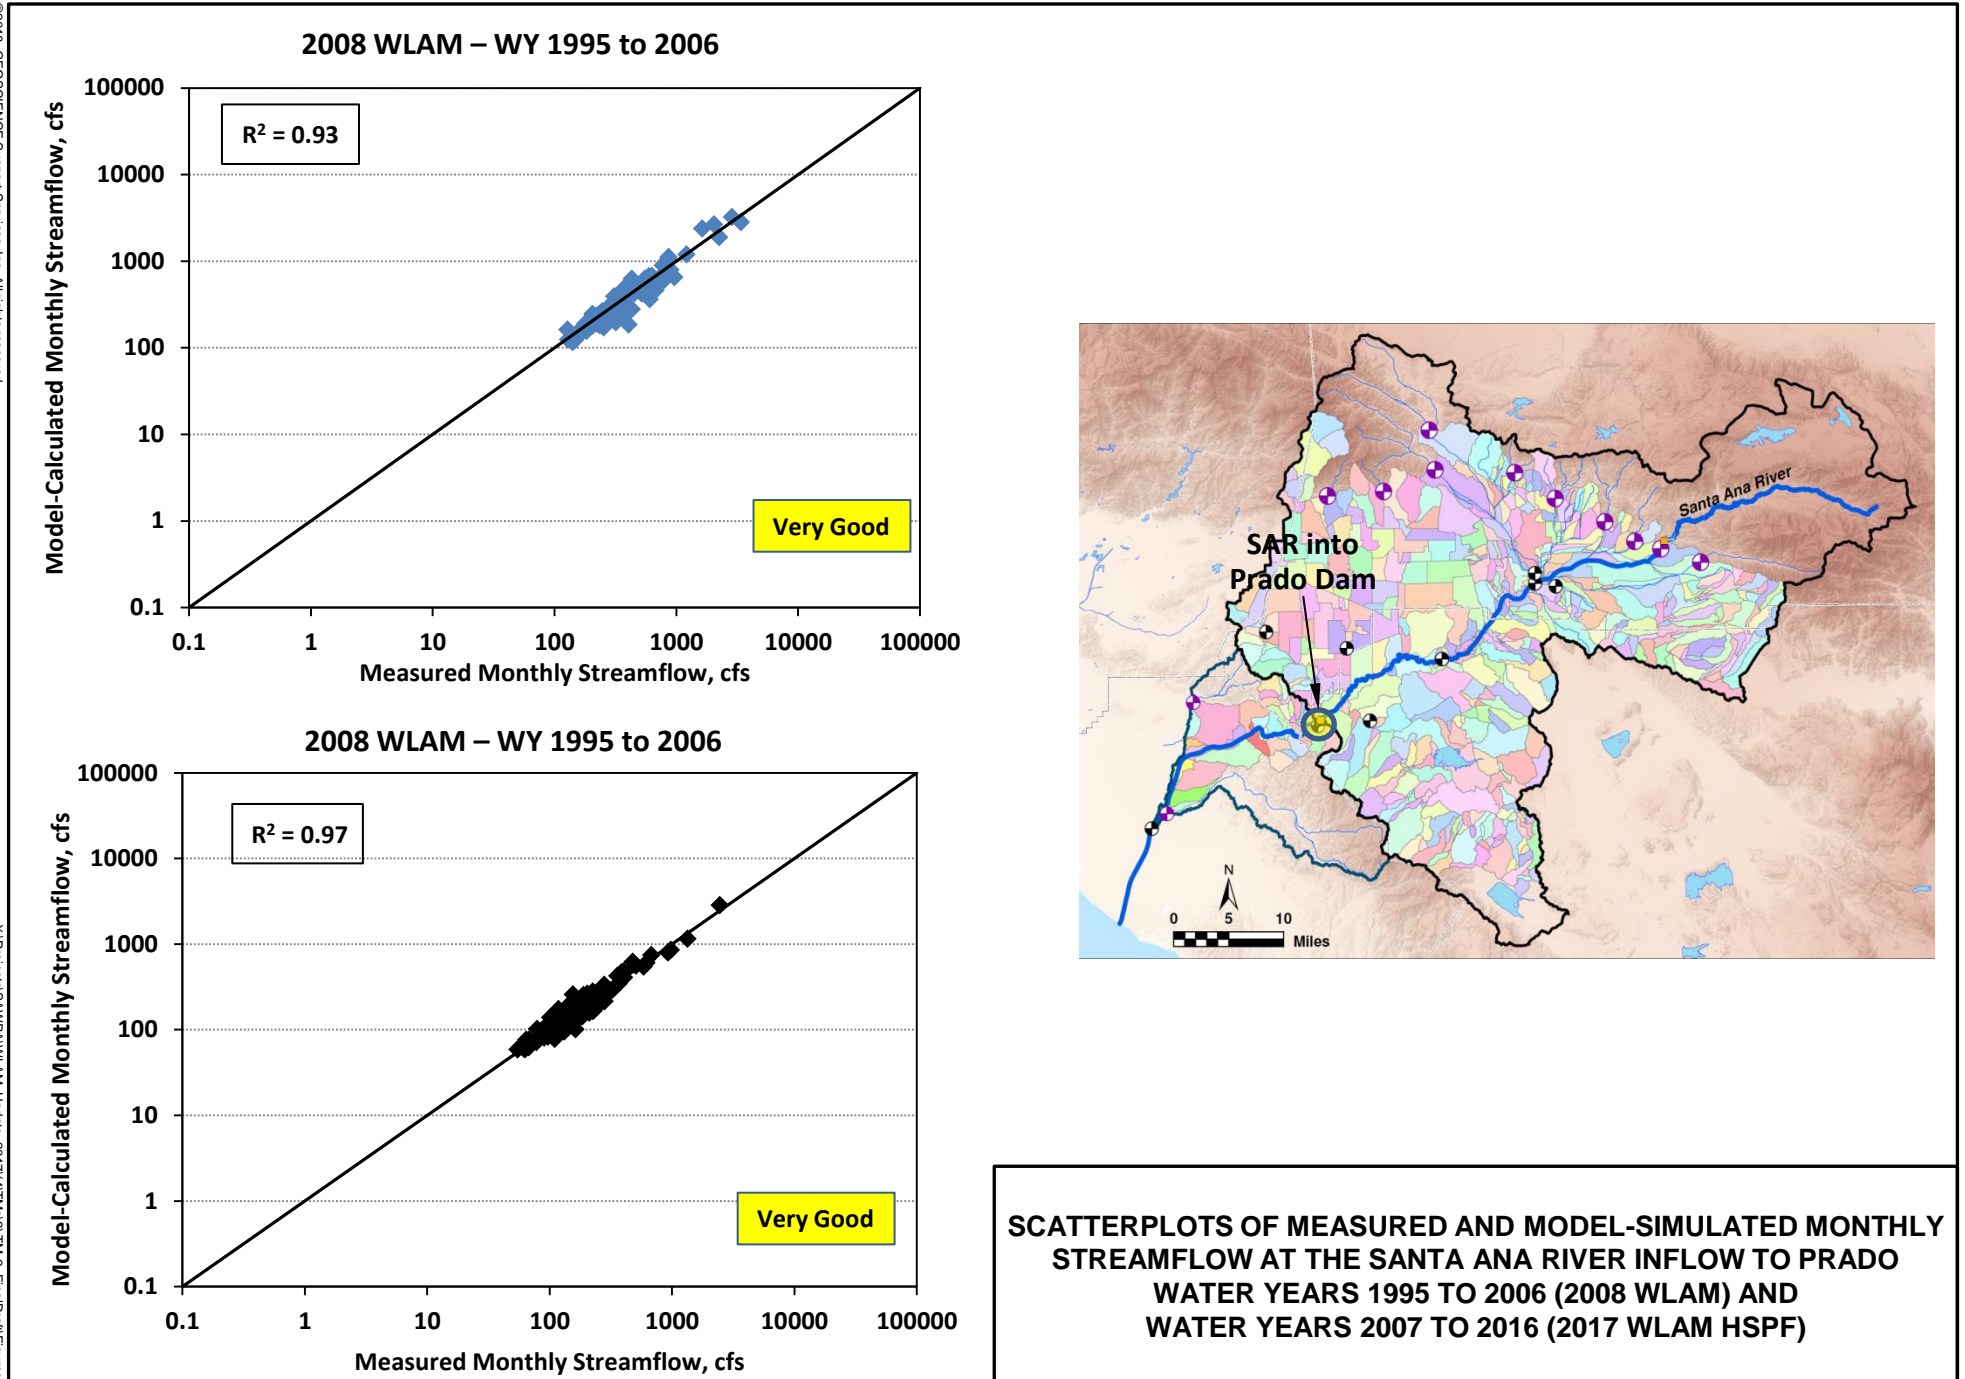 2008 WLAM – WY 1995 to 2006
Model-Calculated Monthly Streamflow, cfs
100000
10000
1000
100
10
1
0.1
R² = 0.93
Very Good
0.1 1 10 100 1000 10000 100000
Measured Monthly Streamflow, cfs
2008 WLAM – WY 1995 to 2006
Model-Calculated Monthly Streamflow, cfs
100000
10000
1000
100
10
1
0.1
R² = 0.97
Very Good
0.1 1 10 100 1000 10000 100000
Measured Monthly Streamflow, cfs
Santa Ana River
SAR into
Prado Dam
N
0 5 10
Miles
SCATTERPLOTS OF MEASURED AND MODEL-SIMULATED MONTHLY
STREAMFLOW AT THE SANTA ANA RIVER INFLOW TO PRADO
WATER YEARS 1995 TO 2006 (2008 WLAM) AND
WATER YEARS 2007 TO 2016 (2017 WLAM HSPF)